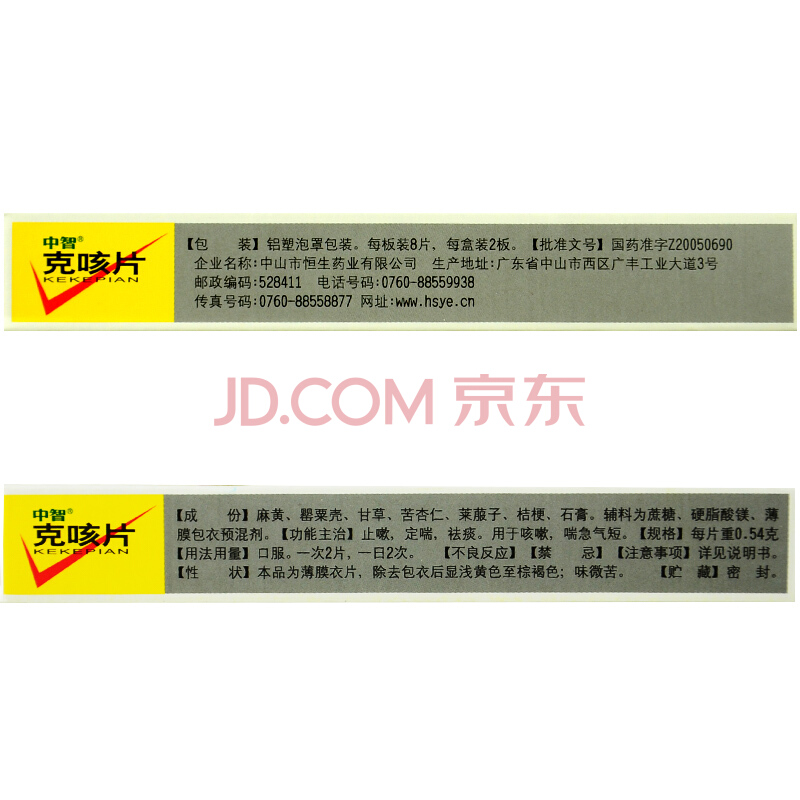 中智®
克咳片
KEKEPIAN
【包 装】铝塑泡罩包装。每板装8片，每盒装2板。【批准文号】国药准字Z20050690
企业名称:中山市恒生药业有限公司 生产地址:广东省中山市西区广丰工业大道3号
邮政编码:528411 电话号码:0760-88559938
传真号码:0760-88558877 网址:www.hsye.cn
JD.COM 京东
中智®
克咳片
KEKEPIAN
【成 份】麻黄、罂粟壳、甘草、苦杏仁、莱菔子、桔梗、石膏。辅料为蔗糖、硬脂酸镁、薄
膜包衣预混剂。【功能主治】止嗽，定喘，祛痰。用于咳嗽，喘急气短。【规格】每片重0.54克
【用法用量】口服。一次2片，一日2次。 【不良反应】【禁 忌】【注意事项】详见说明书。
【性 状】本品为薄膜衣片，除去包衣后显浅黄色至棕褐色；味微苦。 【贮 藏】密 封。